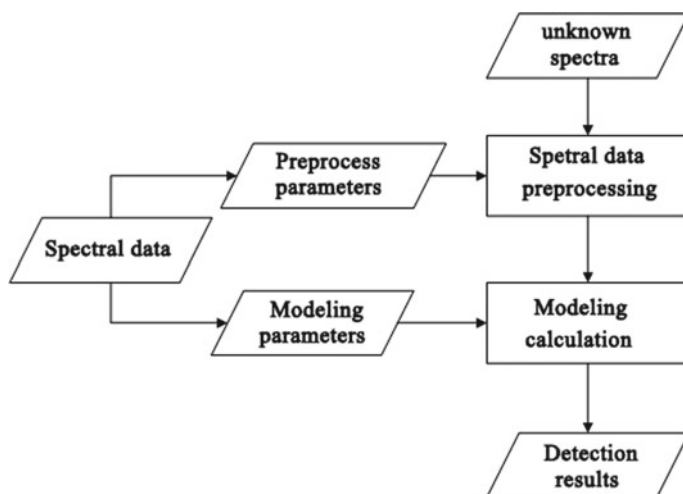 unknown
spectra
Preprocess
parameters
Spetral data
preprocessing
Spectral data
Modeling
parameters
Modeling
calculation
Detection
results